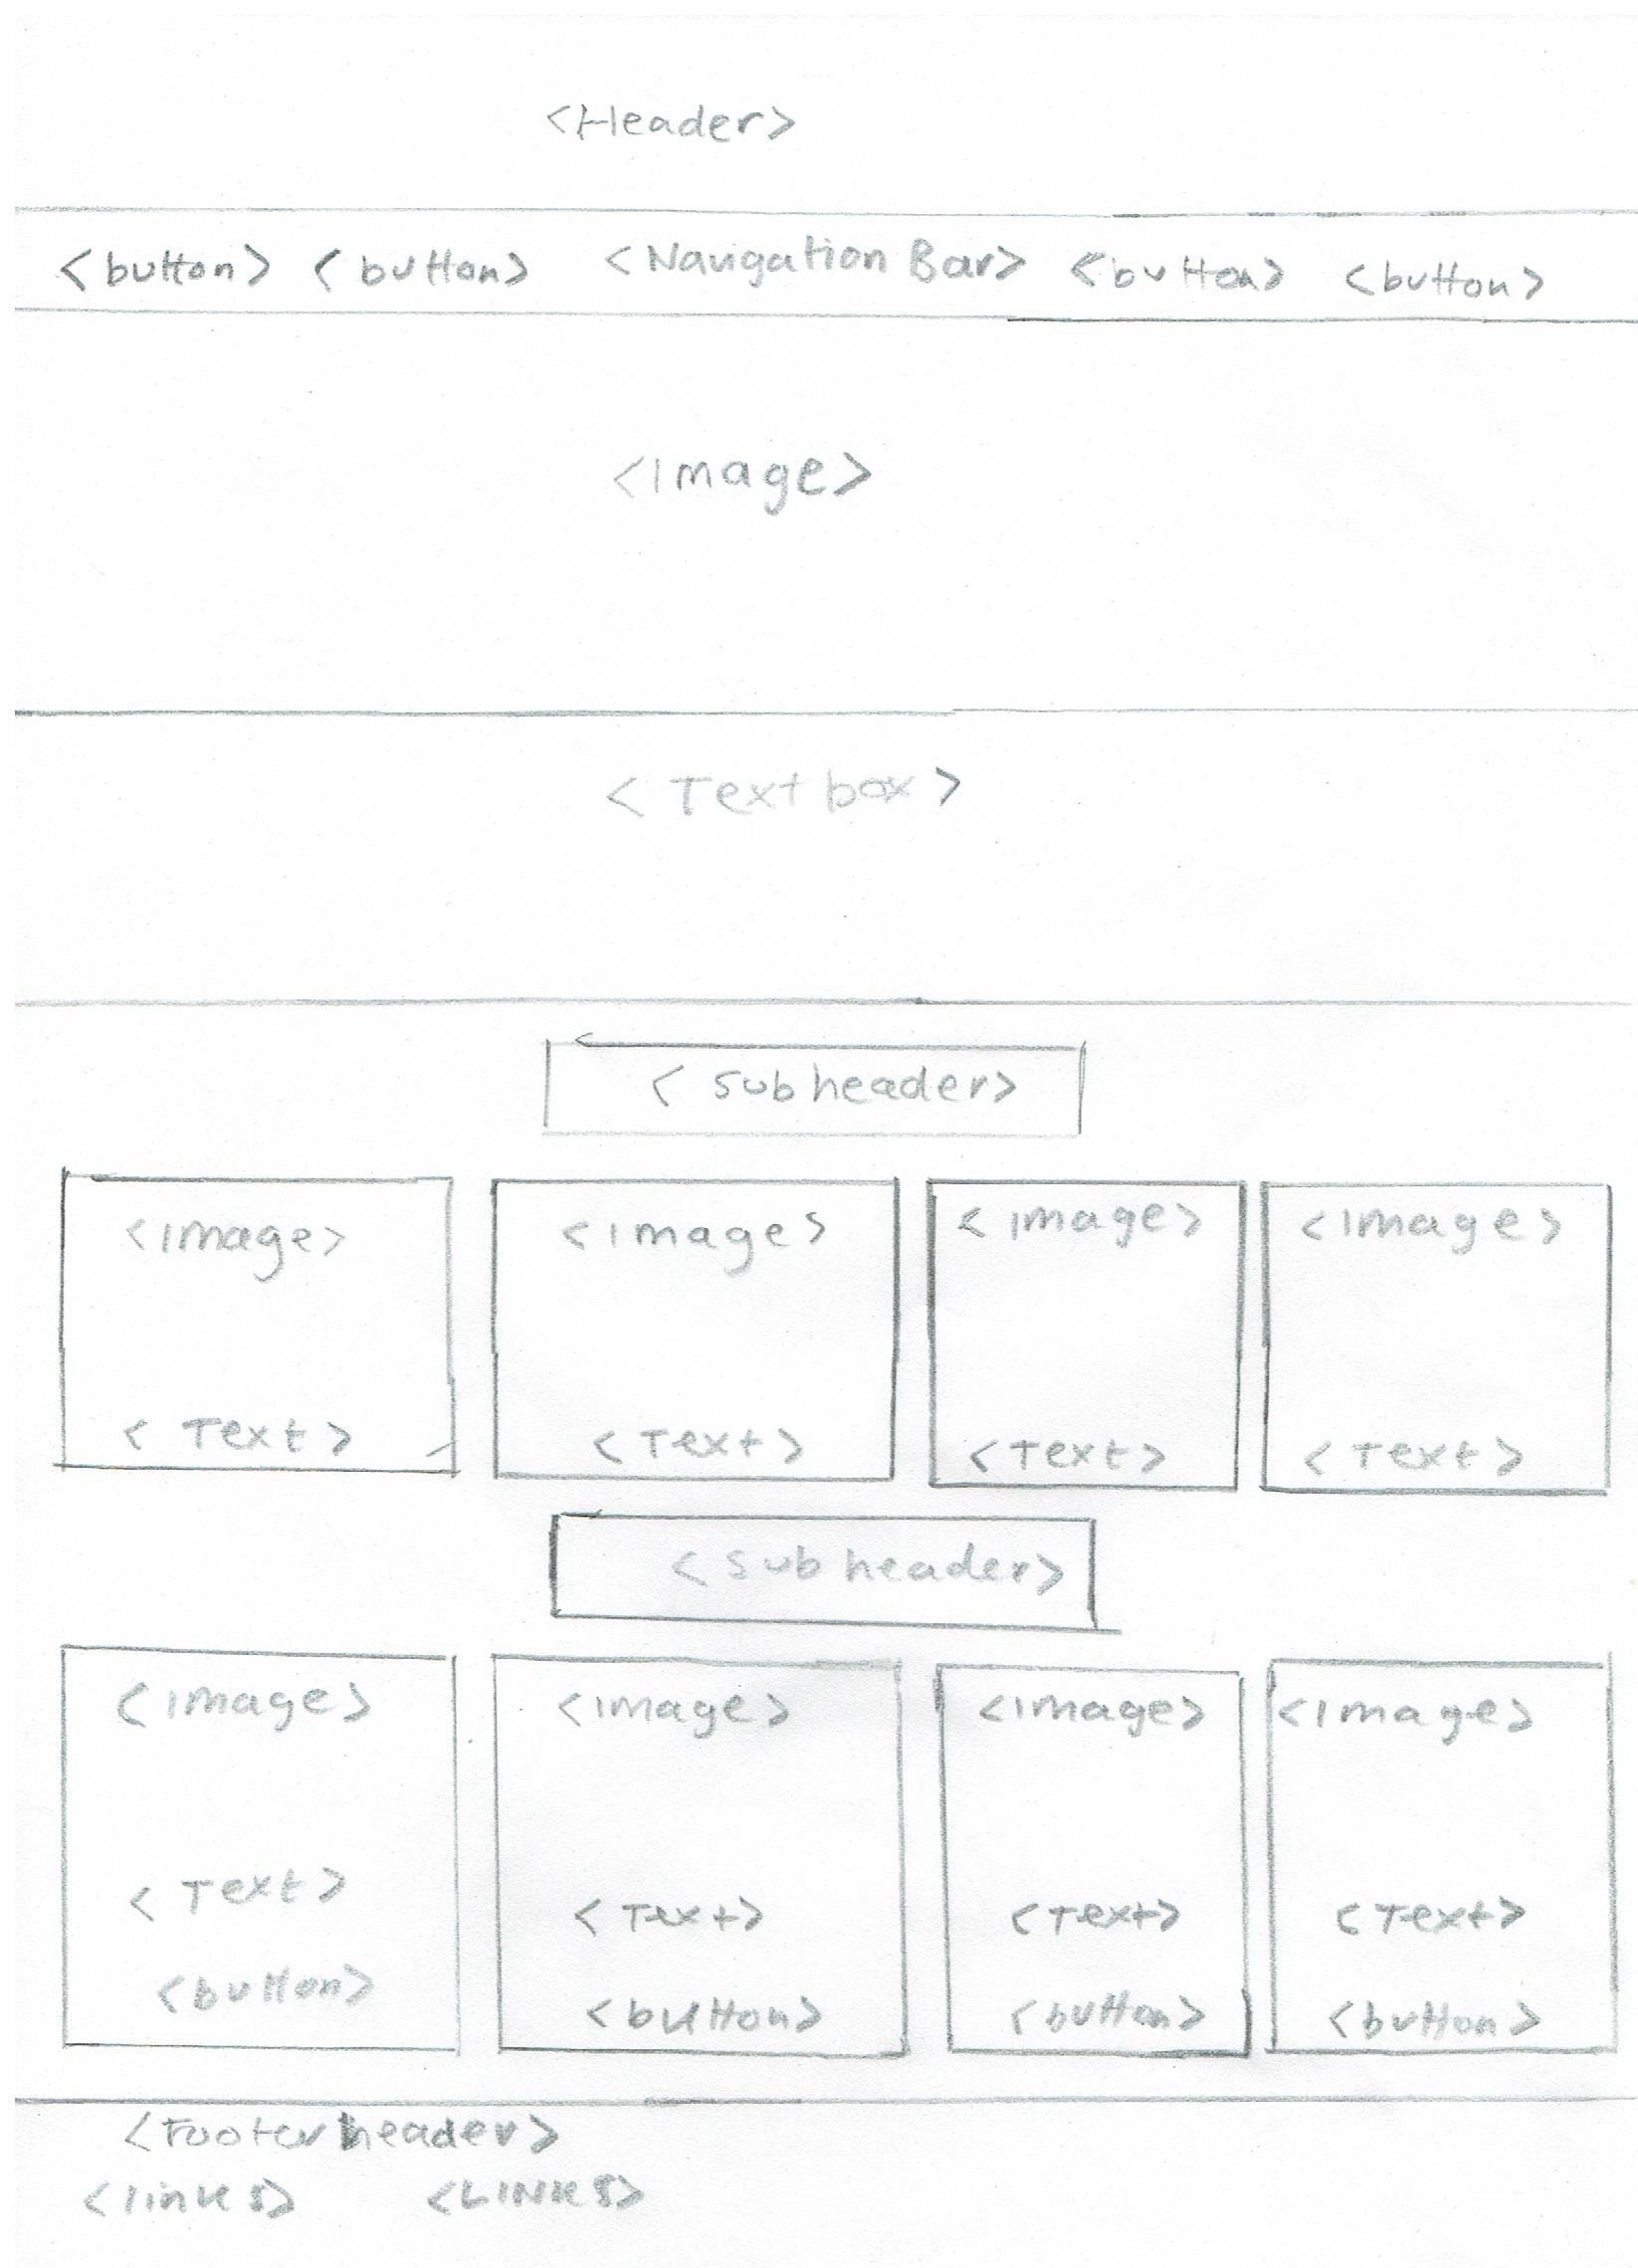 <Header>
<button> <button> <Navigation Bar> <button> <button>
<Image>
<Text box>
<Sub header>
<Image> <Image> <Image> <Image>
<Text> <Text> <Text> <Text>
<Sub header>
<Image> <Image> <Image> <Image>
<Text> <Text> <Text> <Text>
<button> <button> <button> <button>
<Footer header>
<links> <LINKS>